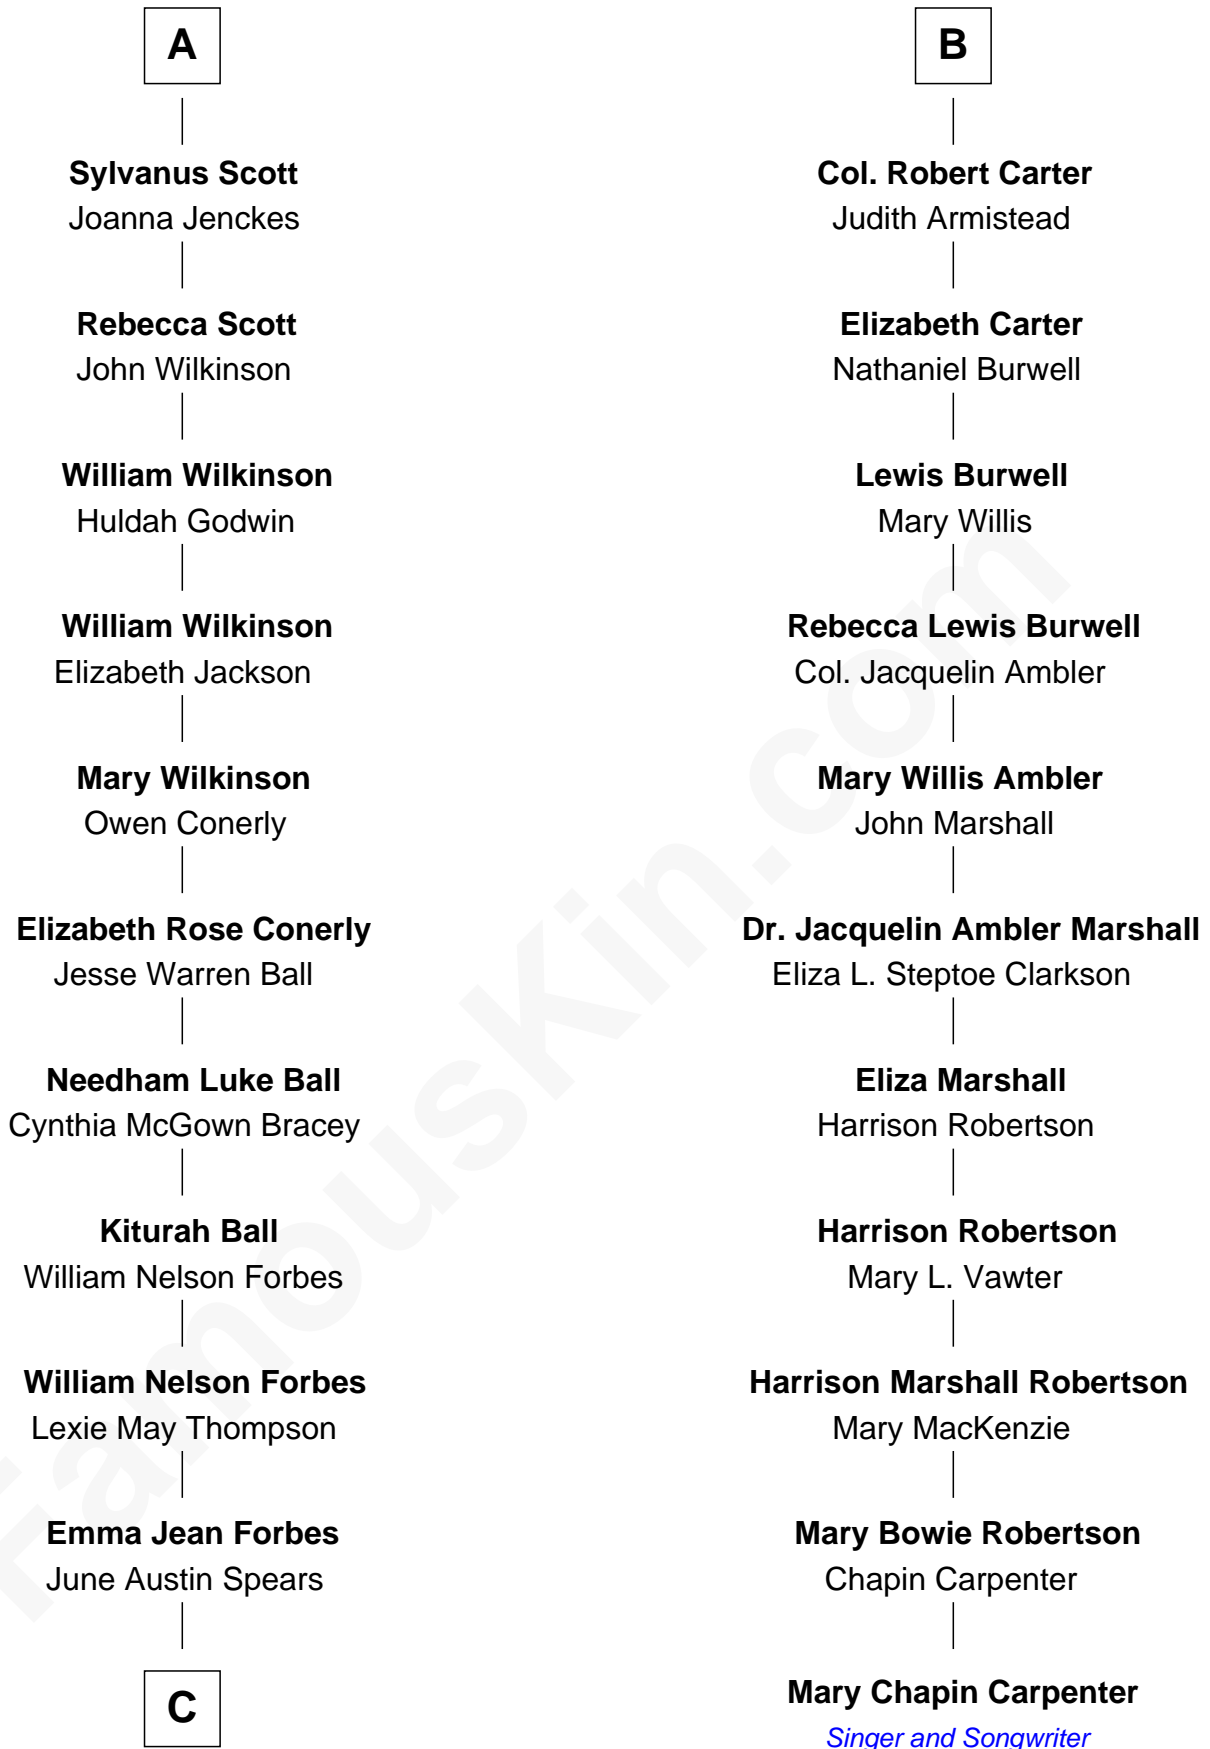 A
Sylvanus Scott
Joanna Jenckes
Rebecca Scott
John Wilkinson
William Wilkinson
Huldah Godwin
William Wilkinson
Elizabeth Jackson
Mary Wilkinson
Owen Conerly
Elizabeth Rose Conerly
Jesse Warren Ball
Needham Luke Ball
Cynthia McGown Bracey
Kiturah Ball
William Nelson Forbes
William Nelson Forbes
Lexie May Thompson
Emma Jean Forbes
June Austin Spears
C
B
Col. Robert Carter
Judith Armistead
Elizabeth Carter
Nathaniel Burwell
Lewis Burwell
Mary Willis
Rebecca Lewis Burwell
Col. Jacquelin Ambler
Mary Willis Ambler
John Marshall
Dr. Jacquelin Ambler Marshall
Eliza L. Steptoe Clarkson
Eliza Marshall
Harrison Robertson
Harrison Robertson
Mary L. Vawter
Harrison Marshall Robertson
Mary MacKenzie
Mary Bowie Robertson
Chapin Carpenter
Mary Chapin Carpenter
Singer and Songwriter
FamousKin.com